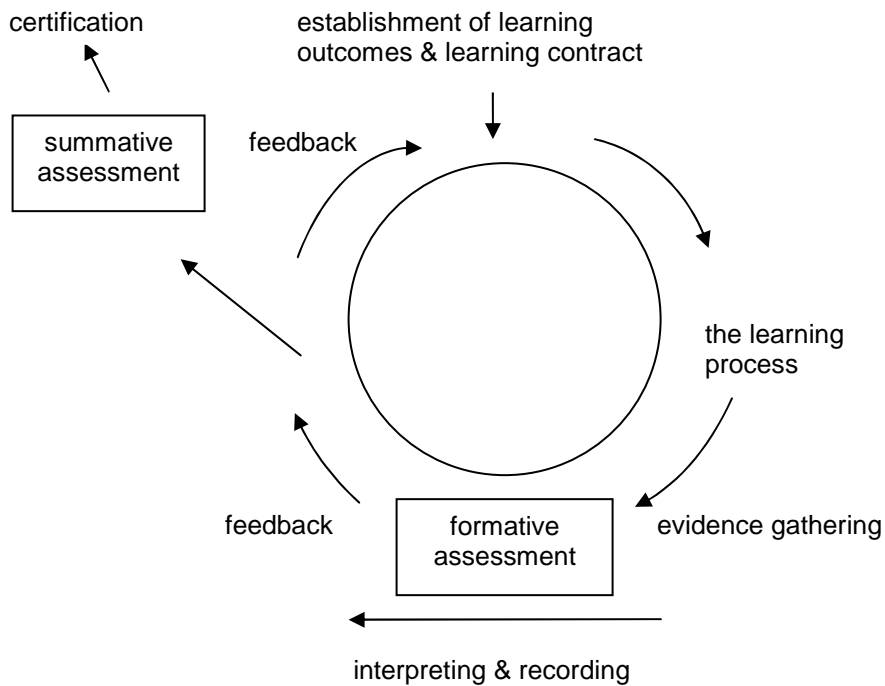 certification
establishment of learning
outcomes & learning contract
summative
assessment
feedback
the learning
process
feedback
formative
assessment
evidence gathering
interpreting & recording